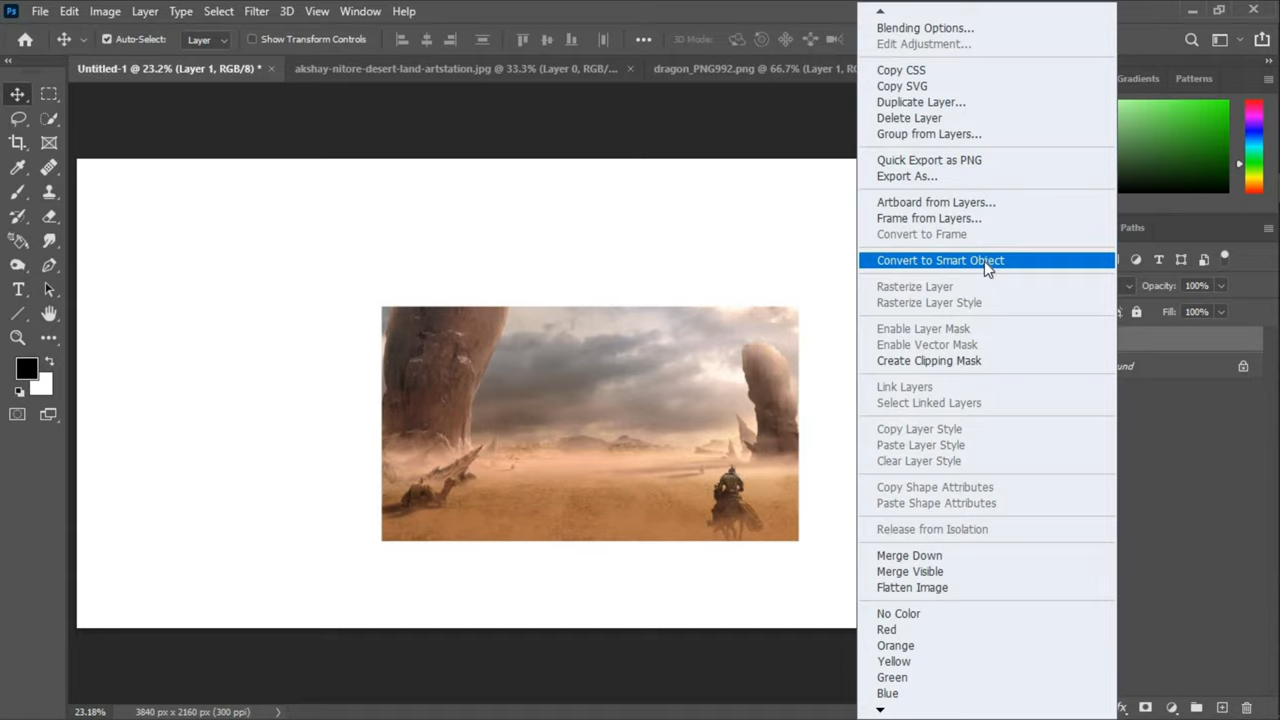 Ps File Edit Image Layer Type Select Filter 3D View Window Help
Auto-Select: Layer Show Transform Controls 3D Mode:
Untitled-1 @ 23.2% (Layer 1, RGB/8) * × akshay-nitore-desert-land-artstation.jpg @ 33.3% (Layer 0, RGB/... × dragon_PNG992.png @ 66.7% (Layer 1, RG
Gradients Patterns
Paths
Opacity: 100%
Fill: 100%
Blending Options...
Edit Adjustment...
Copy CSS
Copy SVG
Duplicate Layer...
Delete Layer
Group from Layers...
Quick Export as PNG
Export As...
Artboard from Layers...
Frame from Layers...
Convert to Frame
Convert to Smart Object
Rasterize Layer
Rasterize Layer Style
Enable Layer Mask
Enable Vector Mask
Create Clipping Mask
Link Layers
Select Linked Layers
Copy Layer Style
Paste Layer Style
Clear Layer Style
Copy Shape Attributes
Paste Shape Attributes
Release from Isolation
Merge Down
Merge Visible
Flatten Image
No Color
Red
Orange
Yellow
Green
Blue
23.18% 3840 px x 2160 px (300 ppi)